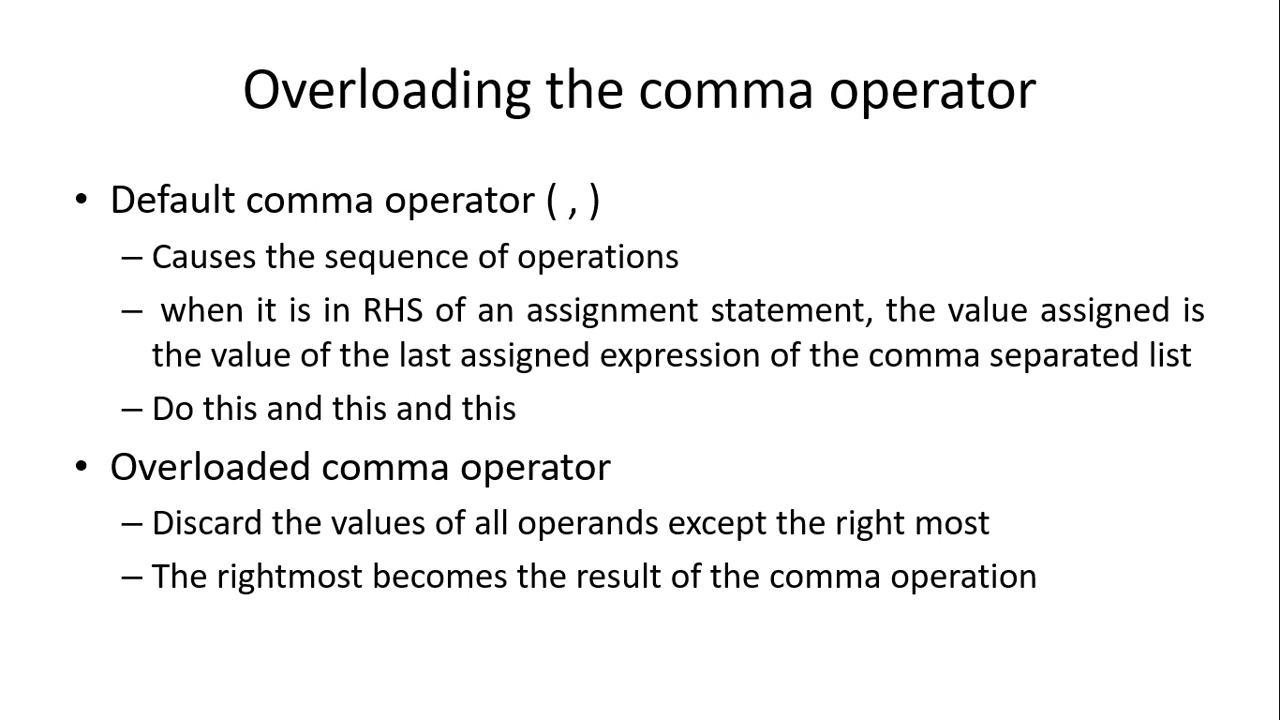 Overloading the comma operator
• Default comma operator ( , )
– Causes the sequence of operations
– when it is in RHS of an assignment statement, the value assigned is
the value of the last assigned expression of the comma separated list
– Do this and this and this
• Overloaded comma operator
– Discard the values of all operands except the right most
– The rightmost becomes the result of the comma operation